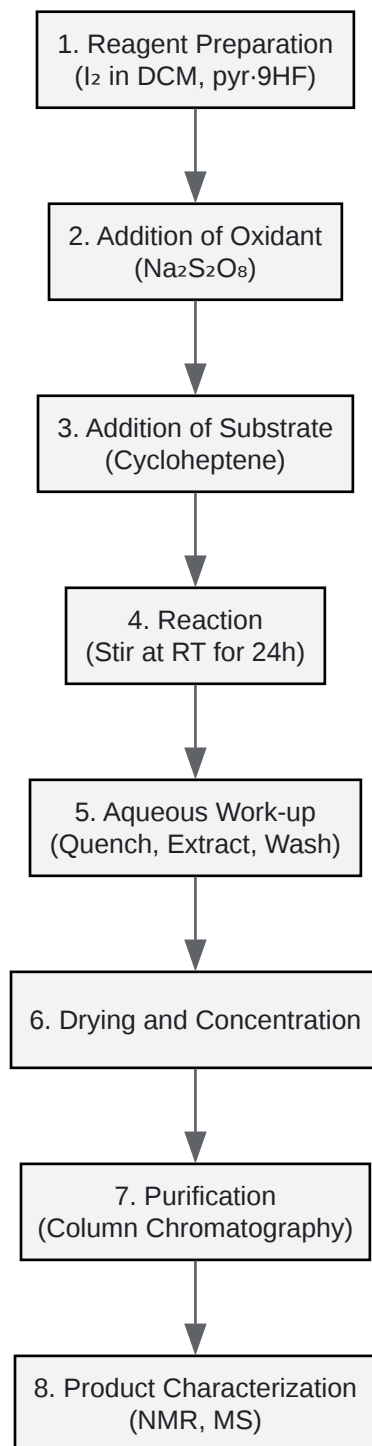 1. Reagent Preparation
(I₂ in DCM, pyr·9HF)
2. Addition of Oxidant
(Na₂S₂O₈)
3. Addition of Substrate
(Cycloheptene)
4. Reaction
(Stir at RT for 24h)
5. Aqueous Work-up
(Quench, Extract, Wash)
6. Drying and Concentration
7. Purification
(Column Chromatography)
8. Product Characterization
(NMR, MS)